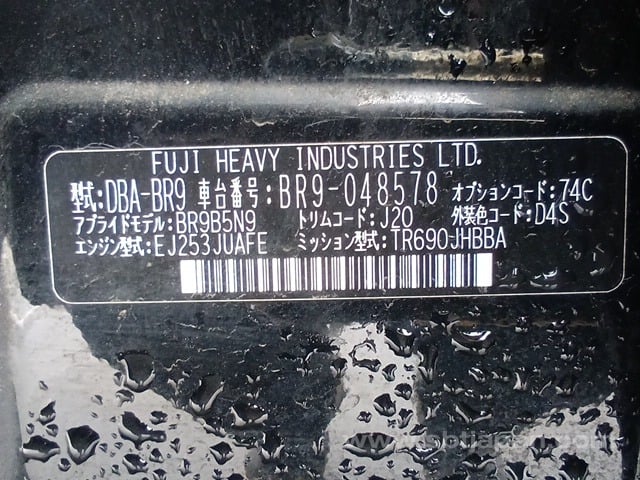 FUJI HEAVY INDUSTRIES LTD.
型式:DBA-BR9 車台番号:BR9-048578 オプションコード:74C
アプライドモデル:BR9B5N9 トリムコード:J20 外装色コード:D4S
エンジン型式:EJ253JUAFE ミッション型式:TR690JHBBA